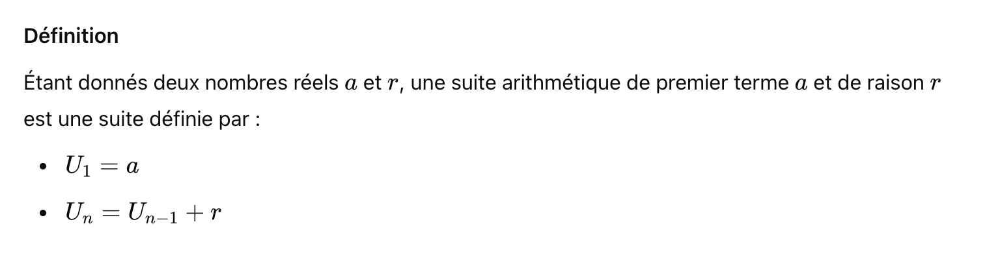 Définition
Étant donnés deux nombres réels a et r, une suite arithmétique de premier terme a et de raison r
est une suite définie par :
• U₁ = a
• Uₙ = Uₙ₋₁ + r